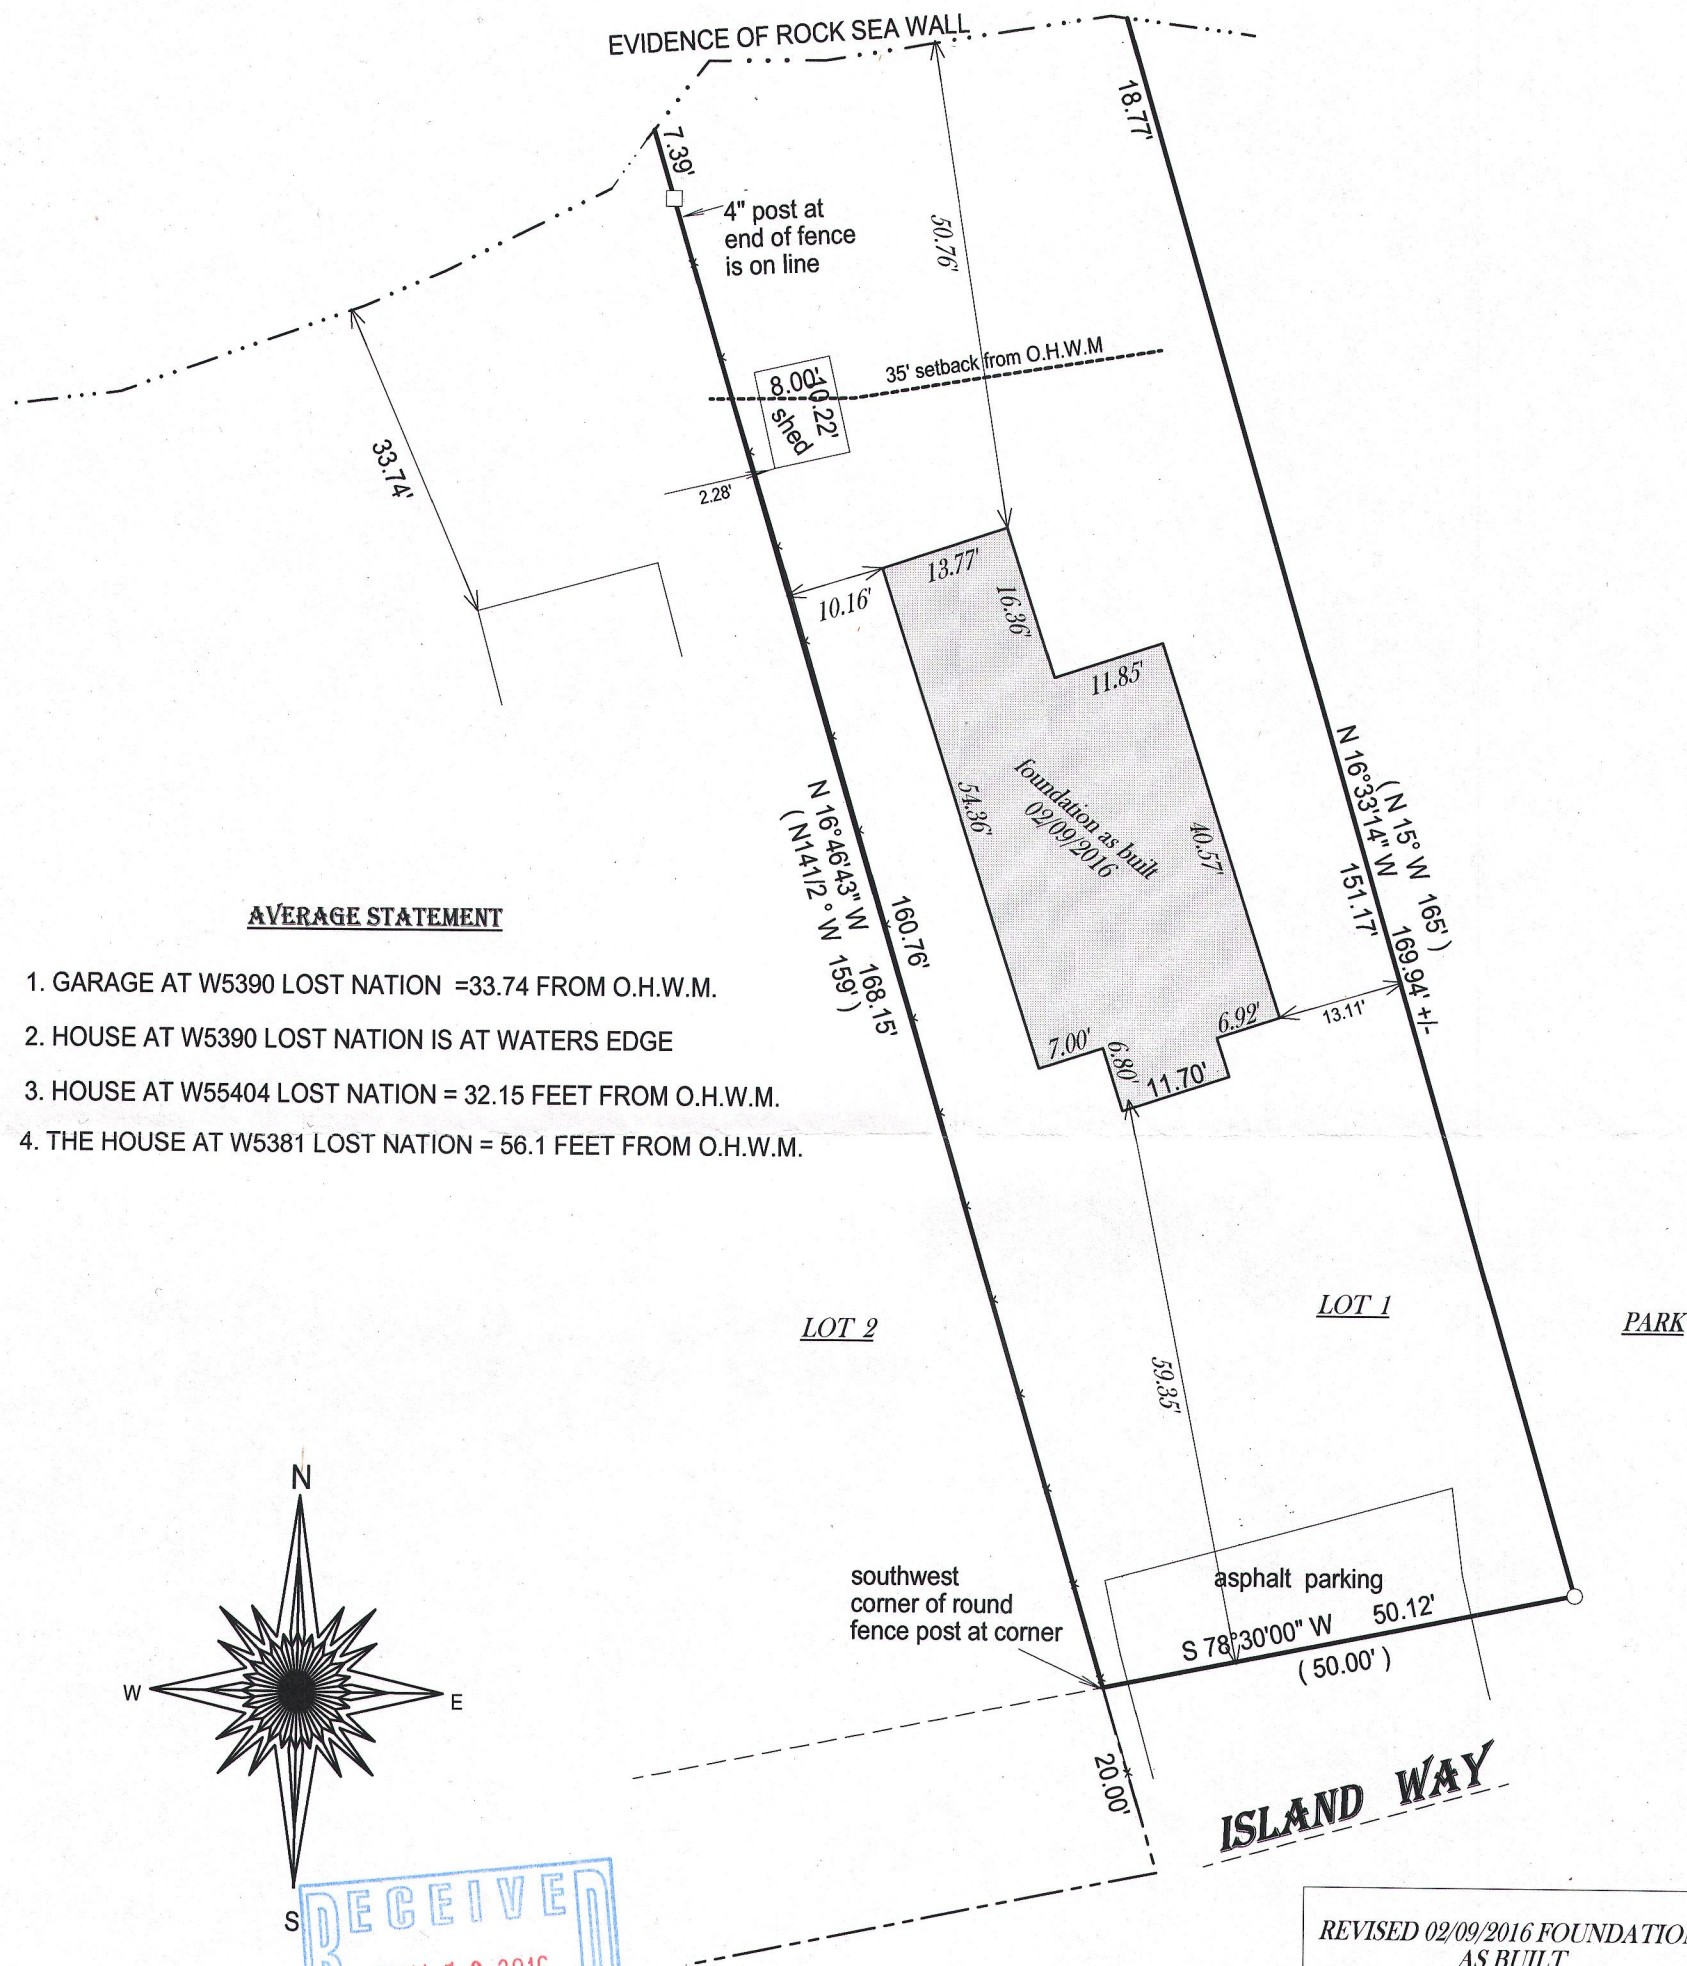 EVIDENCE OF ROCK SEA WALL
18.77'
7.39'
4" post at
end of fence
is on line
50.76'
35' setback from O.H.W.M
8.00'
10.22'
shed
33.74'
2.28'
13.77'
10.16'
16.36'
11.85'
foundation as built
02/09/2016
54.36'
40.57'
N 16°46'43" W 168.15'
( N141/2 ° W 159' )
160.76'
( N 15° W 165' )
N 16°33'14" W 169.94' +/-
151.17'
AVERAGE STATEMENT
1. GARAGE AT W5390 LOST NATION =33.74 FROM O.H.W.M.
2. HOUSE AT W5390 LOST NATION IS AT WATERS EDGE
3. HOUSE AT W55404 LOST NATION = 32.15 FEET FROM O.H.W.M.
4. THE HOUSE AT W5381 LOST NATION = 56.1 FEET FROM O.H.W.M.
7.00'
6.80'
11.70'
6.92'
13.11'
LOT 2
LOT 1
PARK
59.35'
N
W
E
S
southwest
corner of round
fence post at corner
asphalt parking
S 78°30'00" W 50.12'
( 50.00' )
20.00'
ISLAND WAY
RECEIVED
2016
REVISED 02/09/2016 FOUNDATION
AS BUILT